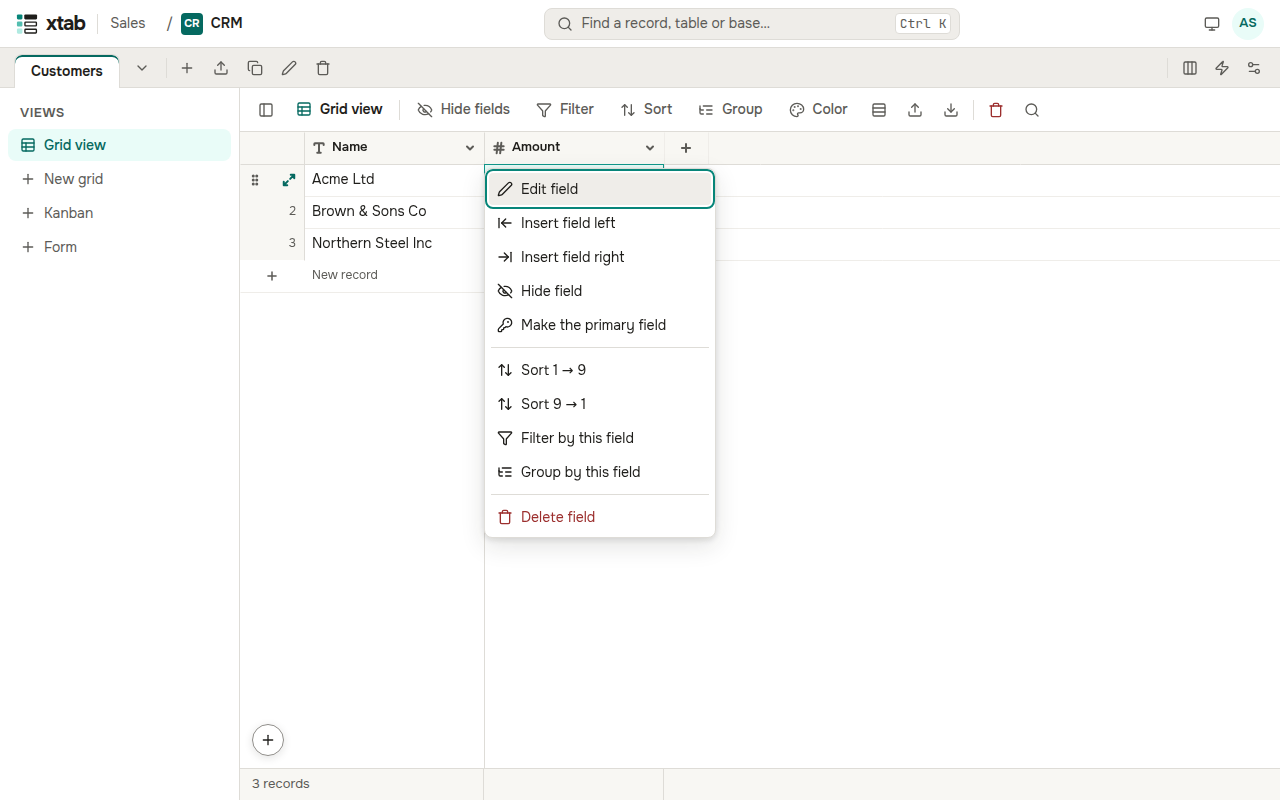 xtab Sales / CR CRM Find a record, table or base... Ctrl K AS
Customers
VIEWS
Grid view
New grid
Kanban
Form
Grid view Hide fields Filter Sort Group Color
Name Amount
Acme Ltd
2 Brown & Sons Co
3 Northern Steel Inc
New record
Edit field
Insert field left
Insert field right
Hide field
Make the primary field
Sort 1 → 9
Sort 9 → 1
Filter by this field
Group by this field
Delete field
3 records